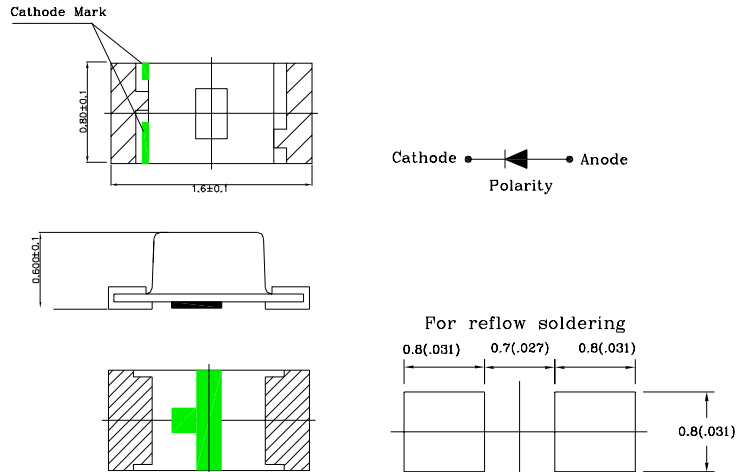 Cathode Mark
0.80±0.1
1.6±0.1
Cathode
Anode
Polarity
0.600±0.1
For reflow soldering
0.8(.031)
0.7(.027)
0.8(.031)
0.8(.031)